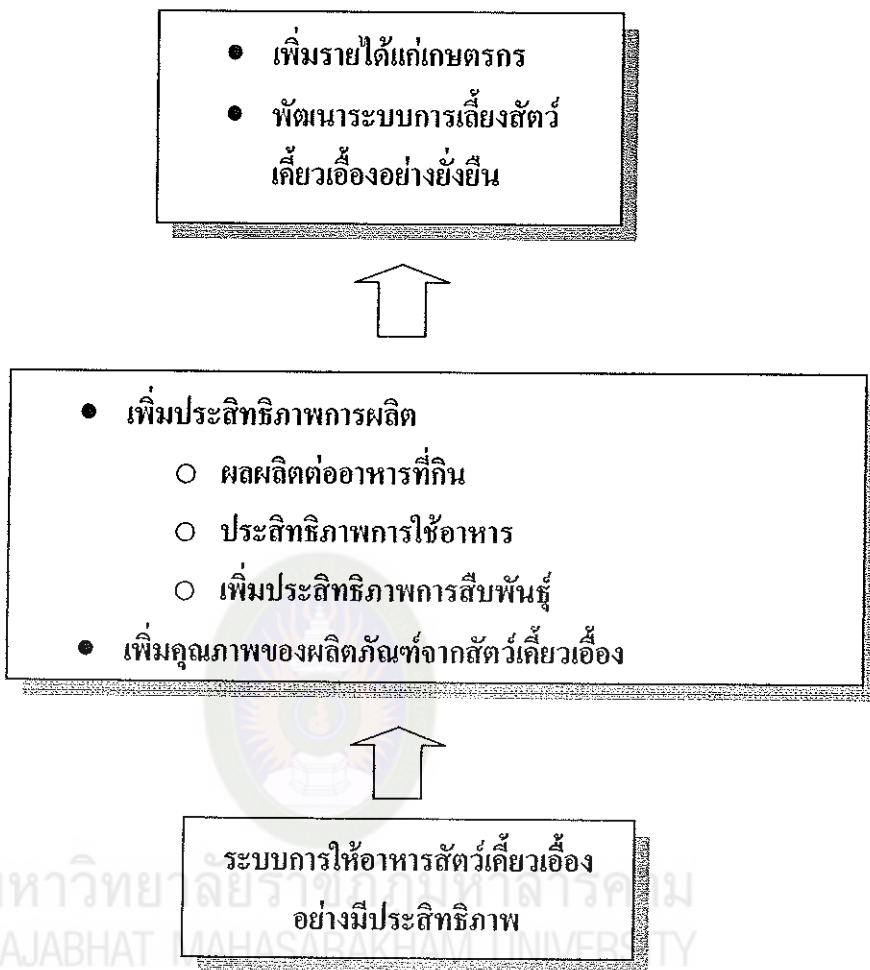 ● เพิ่มรายได้แก่เกษตรกร
● พัฒนาระบบการเลี้ยงสัตว์
เคี้ยวเอื้องอย่างยั่งยืน
● เพิ่มประสิทธิภาพการผลิต
○ ผลผลิตต่ออาหารที่กิน
○ ประสิทธิภาพการใช้อาหาร
○ เพิ่มประสิทธิภาพการสืบพันธุ์
● เพิ่มคุณภาพของผลิตภัณฑ์จากสัตว์เคี้ยวเอื้อง
ระบบการให้อาหารสัตว์เคี้ยวเอื้อง
อย่างมีประสิทธิภาพ